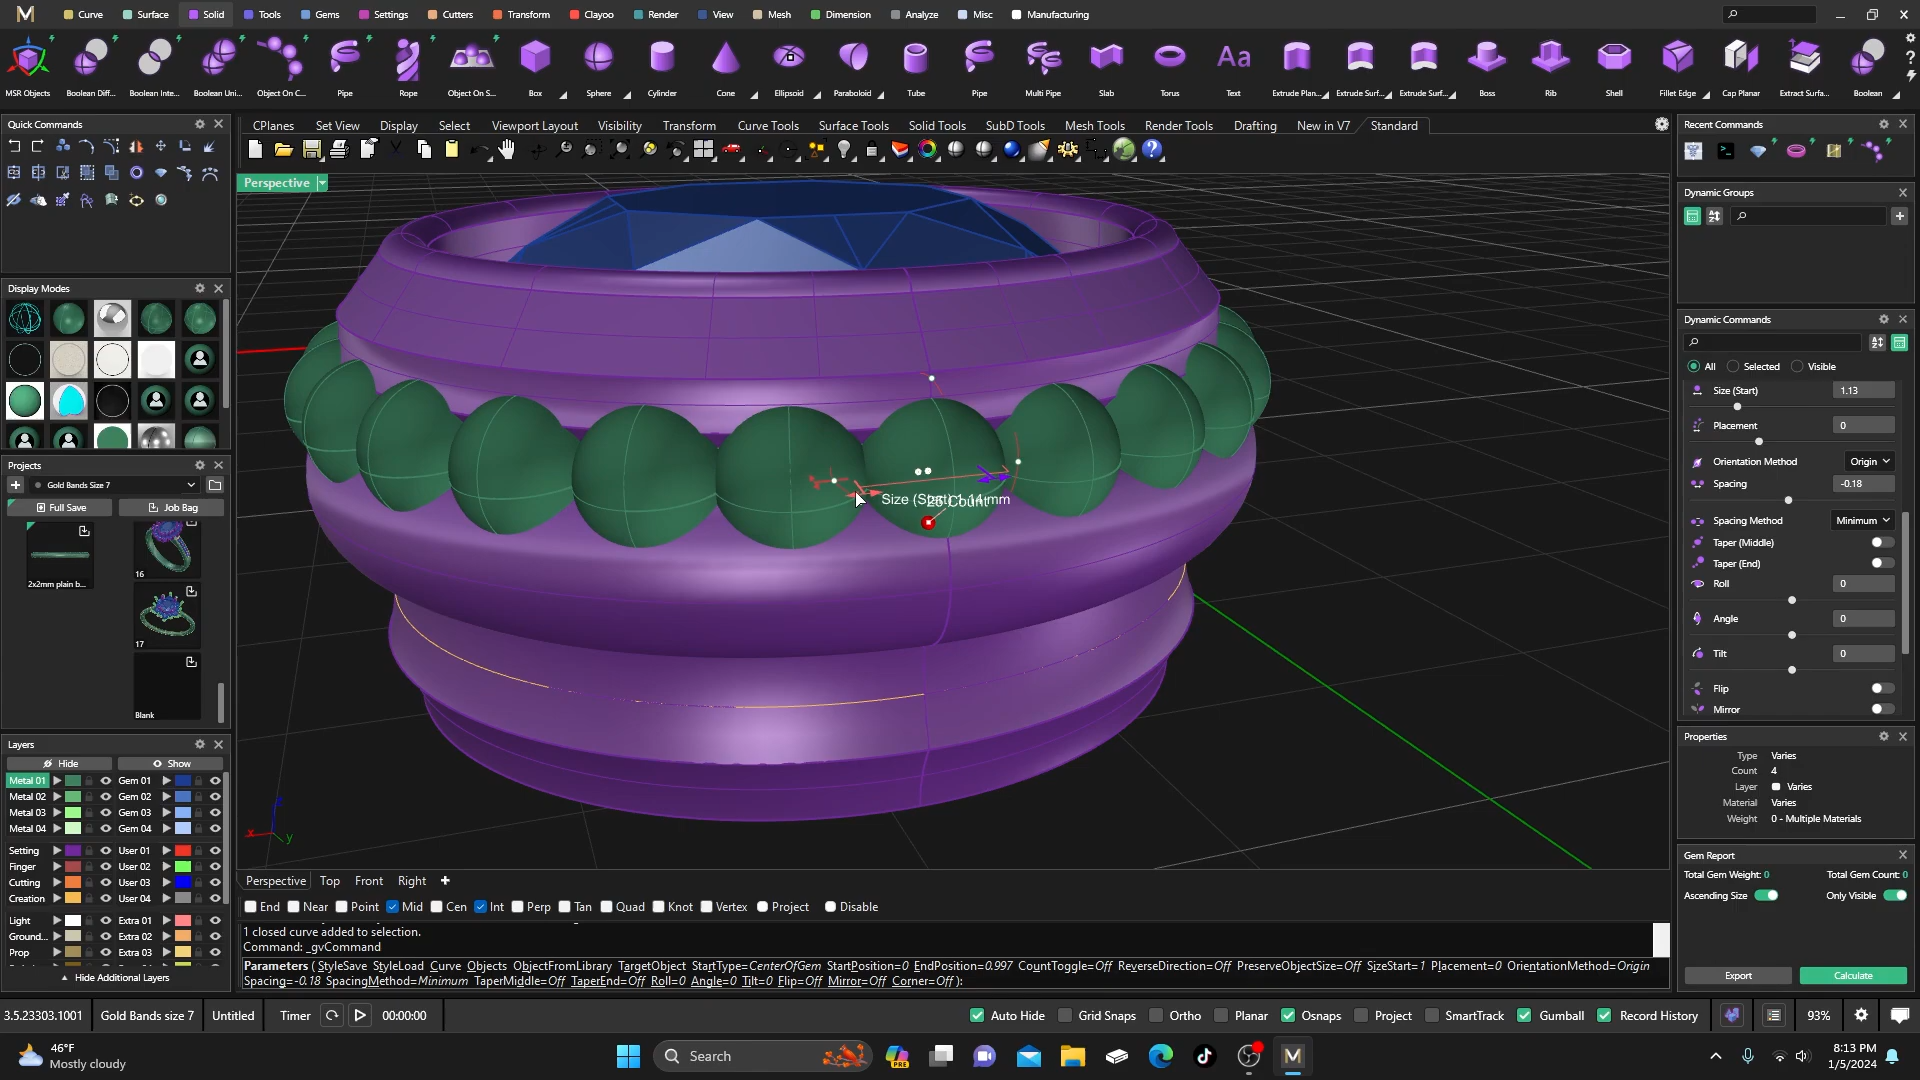 Curve Surface Solid Tools Gems Settings Cutters Transform Clayoo Render View Mesh Dimension Analyze Misc Manufacturing
MSR Objects Boolean Diff... Boolean Inte... Boolean Uni... Object On C... Pipe Rope Object On S... Box Sphere Cylinder Cone Ellipsoid Paraboloid Tube Pipe Multi Pipe Slab Torus Text Extrude Plan... Extrude Surf... Extrude Surf... Boss Rib Shell Fillet Edge Cap Planar Extract Surfa... Boolean
Quick Commands
CPlanes Set View Display Select Viewport Layout Visibility Transform Curve Tools Surface Tools Solid Tools SubD Tools Mesh Tools Render Tools Drafting New in V7 Standard
Perspective
Display Modes
Projects
Gold Bands Size 7
Full Save Job Bag
2x2mm plain b...
16
17
Blank
Layers
Hide Show
Metal 01 Gem 01
Metal 02 Gem 02
Metal 03 Gem 03
Metal 04 Gem 04
Setting User 01
Finger User 02
Cutting User 03
Creation User 04
Light Extra 01
Ground... Extra 02
Prop Extra 03
Hide Additional Layers
Size (Start) 1.14 mm
26 Count
Perspective Top Front Right
End Near Point Mid Cen Int Perp Tan Quad Knot Vertex Project Disable
1 closed curve added to selection.
Command: _gvCommand
Parameters ( StyleSave StyleLoad Curve Objects ObjectFromLibrary TargetObject StartType=CenterOfGem StartPosition=0 EndPosition=0.997 CountToggle=Off ReverseDirection=Off PreserveObjectSize=Off SizeStart=1 Placement=0 OrientationMethod=Origin
Spacing=-0.18 SpacingMethod=Minimum TaperMiddle=Off TaperEnd=Off Roll=0 Angle=0 Tilt=0 Flip=Off Mirror=Off Corner=Off ):
Recent Commands
Dynamic Groups
Dynamic Commands
All Selected Visible
Size (Start) 1.13
Placement 0
Orientation Method Origin
Spacing -0.18
Spacing Method Minimum
Taper (Middle)
Taper (End)
Roll 0
Angle 0
Tilt 0
Flip
Mirror
Properties
Type Varies
Count 4
Layer Varies
Material Varies
Weight 0 - Multiple Materials
Gem Report
Total Gem Weight: 0 Total Gem Count: 0
Ascending Size Only Visible
Export Calculate
3.5.23303.1001 Gold Bands size 7 Untitled Timer 00:00:00 Auto Hide Grid Snaps Ortho Planar Osnaps Project SmartTrack Gumball Record History 93%
46°F
Mostly cloudy
Search
PRE
8:13 PM
1/5/2024